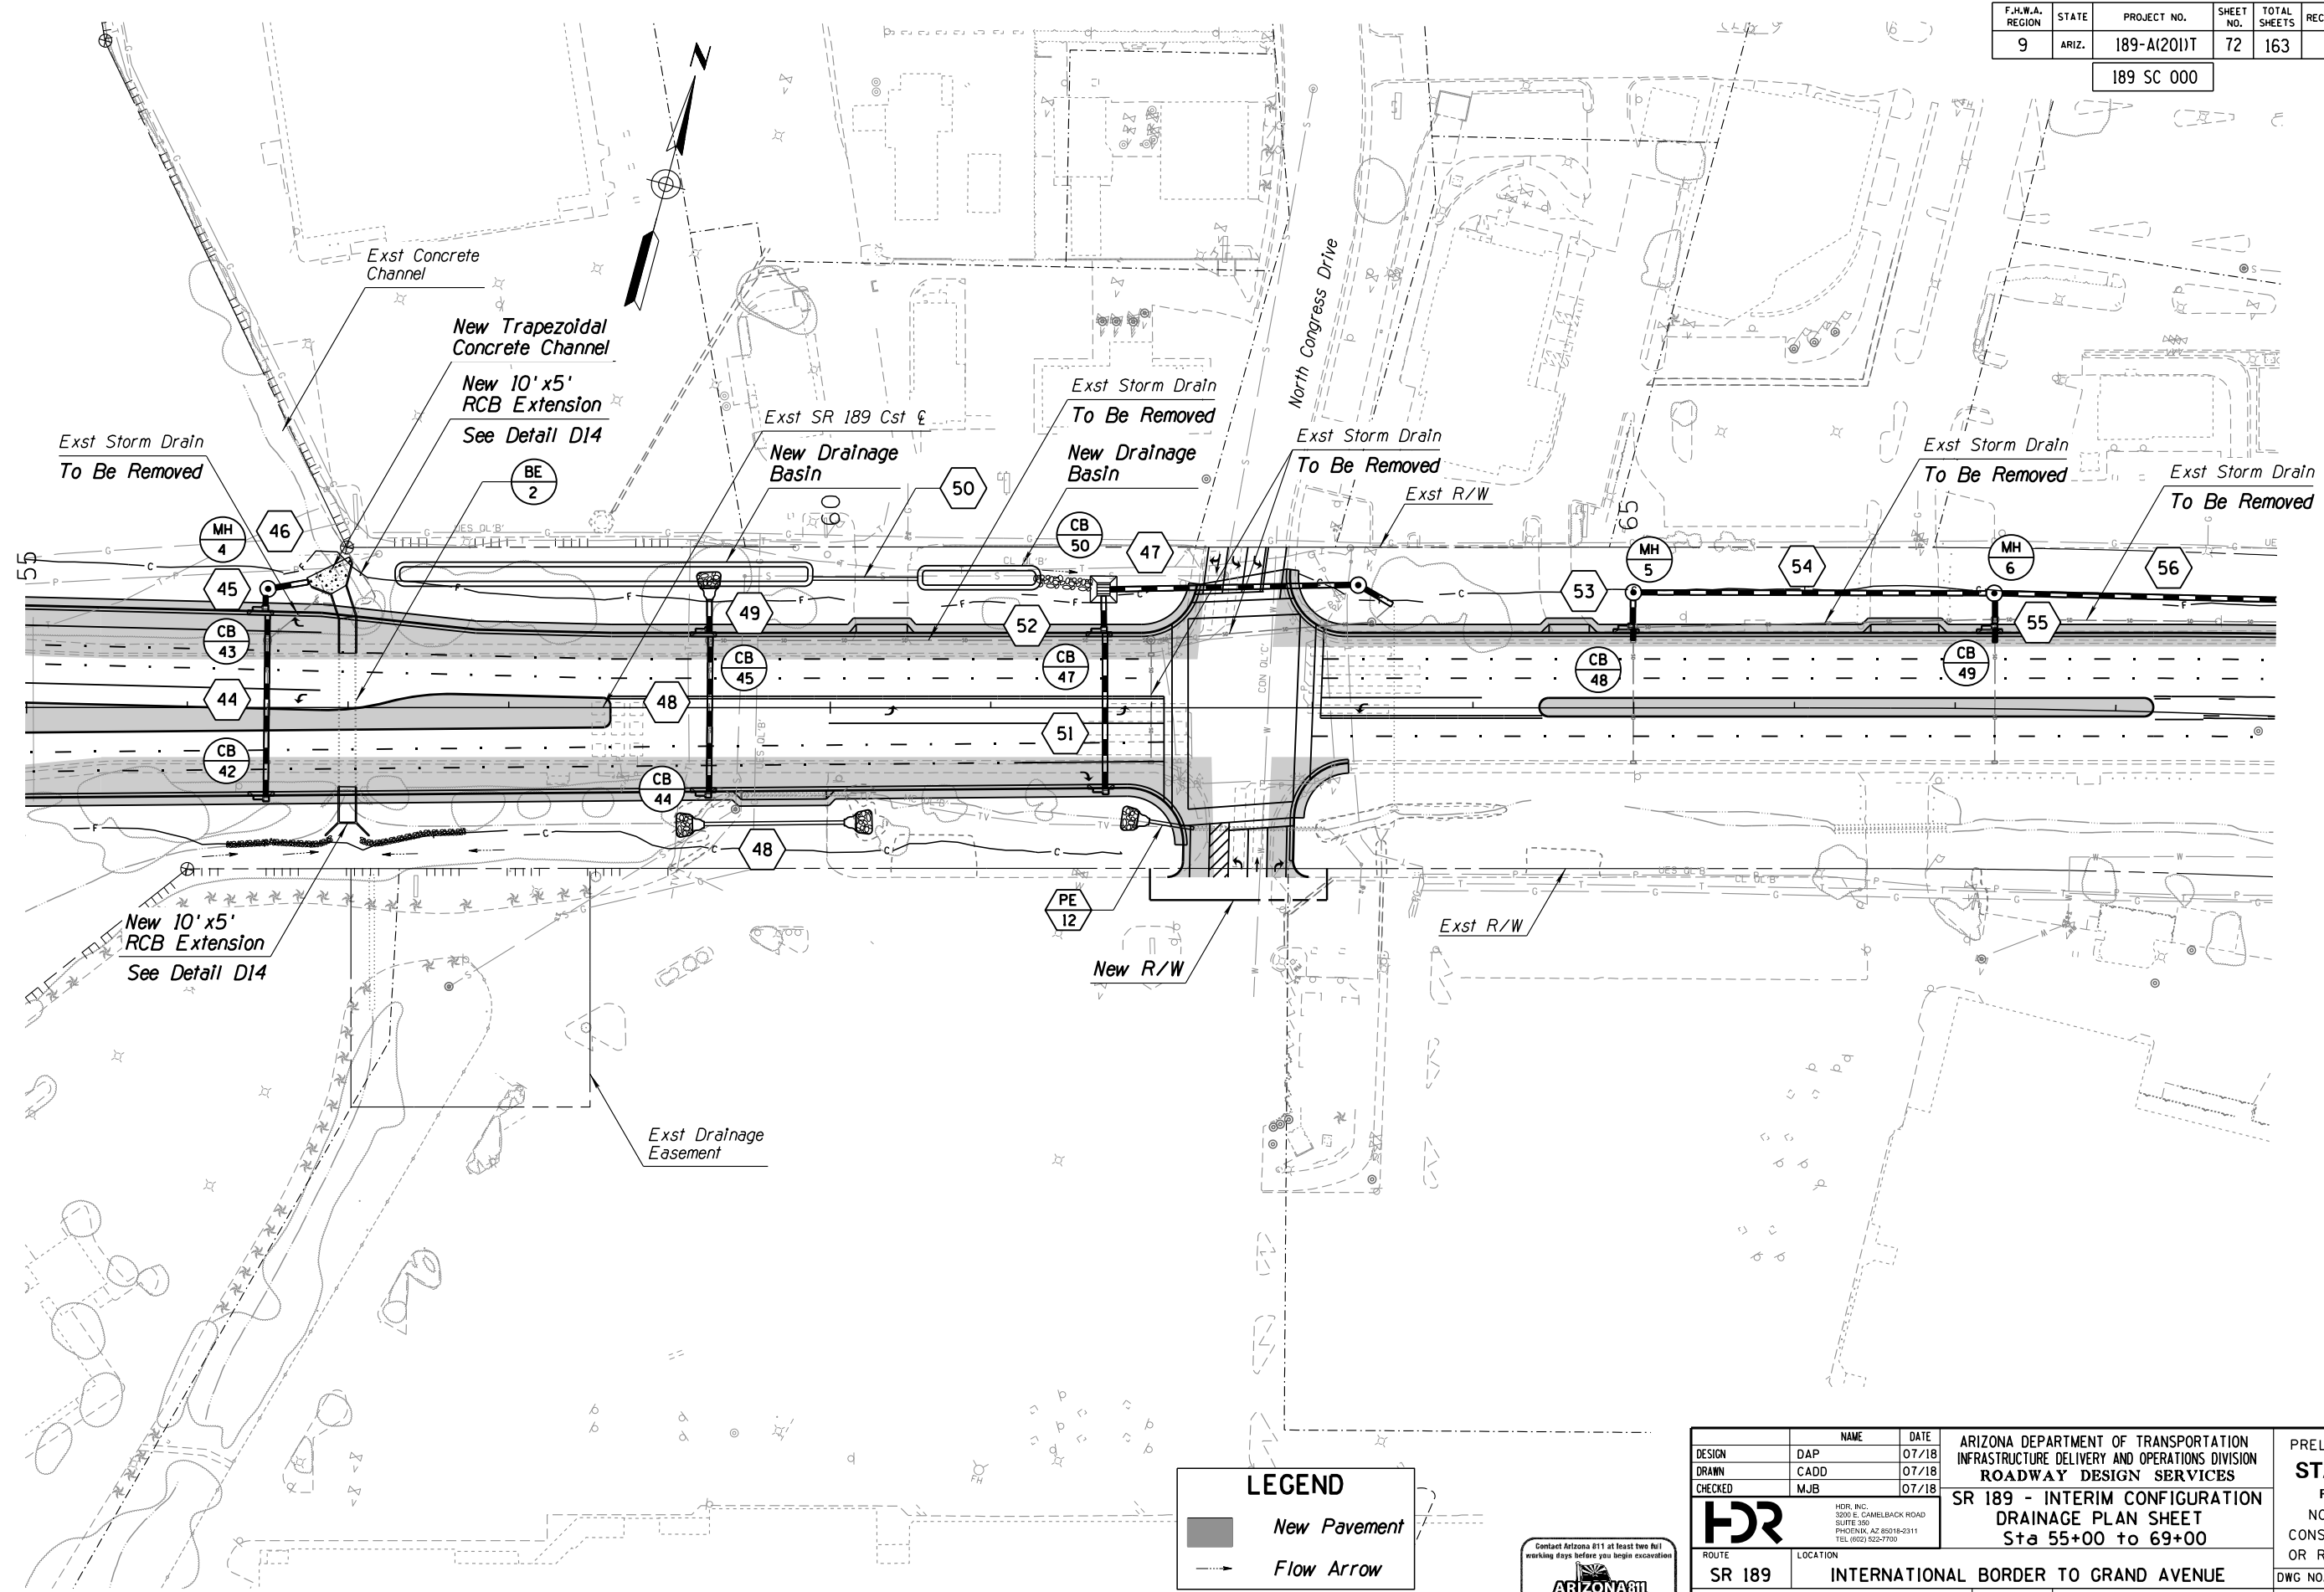 F.H.W.A. REGION
STATE
PROJECT NO.
SHEET NO.
TOTAL SHEETS
9
ARIZ.
189-A(201)T
72
163
189 SC 000
N
Exst Concrete
Channel
New Trapezoidal
Concrete Channel
New 10'x5'
RCB Extension
See Detail D14
Exst Storm Drain
To Be Removed
BE
2
Exst SR 189 Cst ℄
New Drainage
Basin
Exst Storm Drain
To Be Removed
New Drainage
Basin
North Congress Drive
Exst Storm Drain
To Be Removed
Exst R/W
Exst Storm Drain
To Be Removed
Exst Storm Drain
To Be Removed
50
60
65
55
MH
4
46
45
CB
50
47
MH
5
54
MH
6
56
53
49
52
55
CB
43
CB
45
CB
47
CB
48
CB
49
44
48
51
CB
42
CB
44
48
PE
12
New 10'x5'
RCB Extension
See Detail D14
New R/W
Exst R/W
Exst Drainage
Easement
FH
LEGEND
New Pavement
Flow Arrow
Contact Arizona 811 at least two full
working days before you begin excavation
ARIZONA811
NAME
DATE
DESIGN
DAP
07/18
DRAWN
CADD
07/18
CHECKED
MJB
07/18
HDR
HDR, INC.
3200 E. CAMELBACK ROAD
SUITE 350
PHOENIX, AZ 85018-2311
TEL (602) 522-7700
ARIZONA DEPARTMENT OF TRANSPORTATION
INFRASTRUCTURE DELIVERY AND OPERATIONS DIVISION
ROADWAY DESIGN SERVICES
SR 189 - INTERIM CONFIGURATION
DRAINAGE PLAN SHEET
Sta 55+00 to 69+00
ROUTE
SR 189
LOCATION
INTERNATIONAL BORDER TO GRAND AVENUE
OR
DWG NO